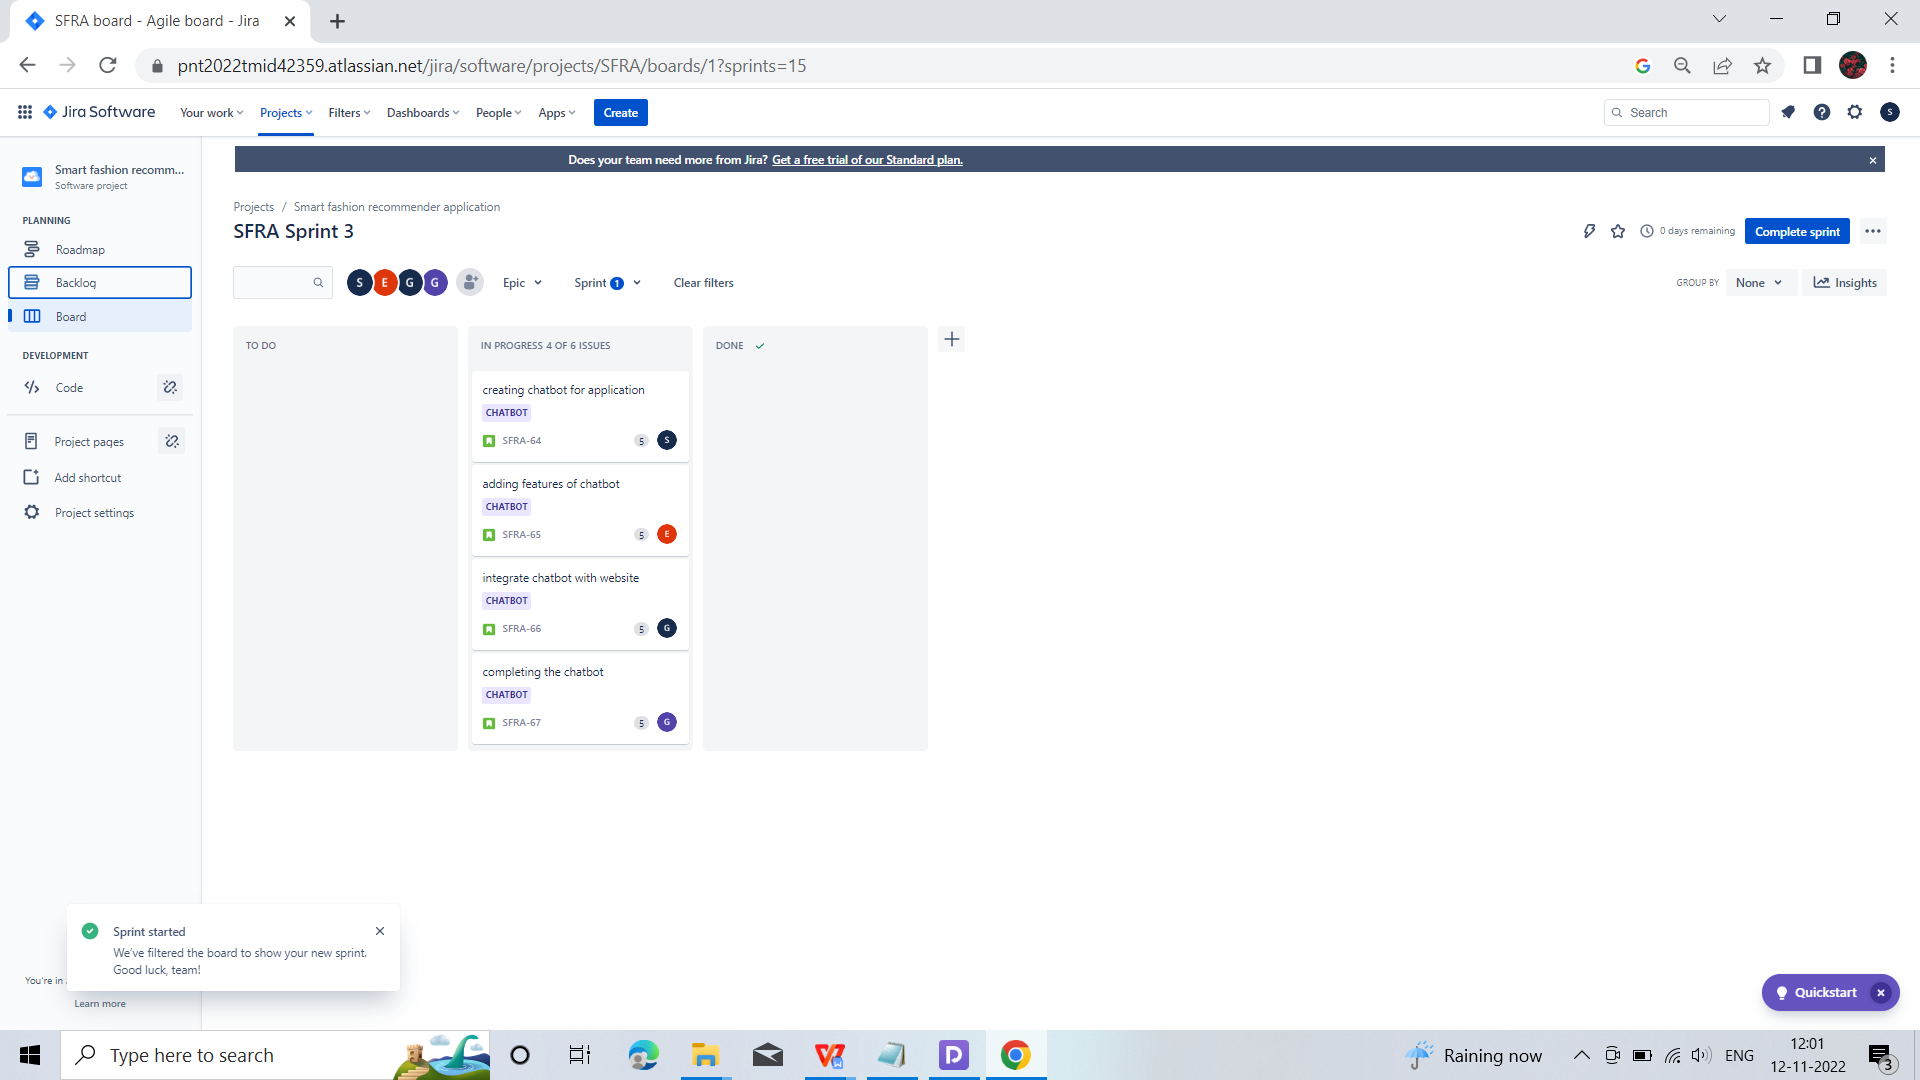 SFRA board - Agile board - Jira
pnt2022tmid42359.atlassian.net/jira/software/projects/SFRA/boards/1?sprints=15
Jira Software
Your work
Projects
Filters
Dashboards
People
Apps
Create
Search
S
Does your team need more from Jira? Get a free trial of our Standard plan.
Smart fashion recomm...
Software project
PLANNING
Roadmap
Backlog
Board
DEVELOPMENT
Code
Project pages
Add shortcut
Project settings
Projects / Smart fashion recommender application
SFRA Sprint 3
0 days remaining
Complete sprint
S E G G
Epic
Sprint 1
Clear filters
GROUP BY
None
Insights
TO DO
IN PROGRESS 4 OF 6 ISSUES
DONE
creating chatbot for application
CHATBOT
SFRA-64
5 S
adding features of chatbot
CHATBOT
SFRA-65
5 E
integrate chatbot with website
CHATBOT
SFRA-66
5 G
completing the chatbot
CHATBOT
SFRA-67
5 G
Sprint started
We've filtered the board to show your new sprint.
Good luck, team!
You're in
Learn more
Quickstart
Type here to search
Raining now
ENG
12:01
12-11-2022
3